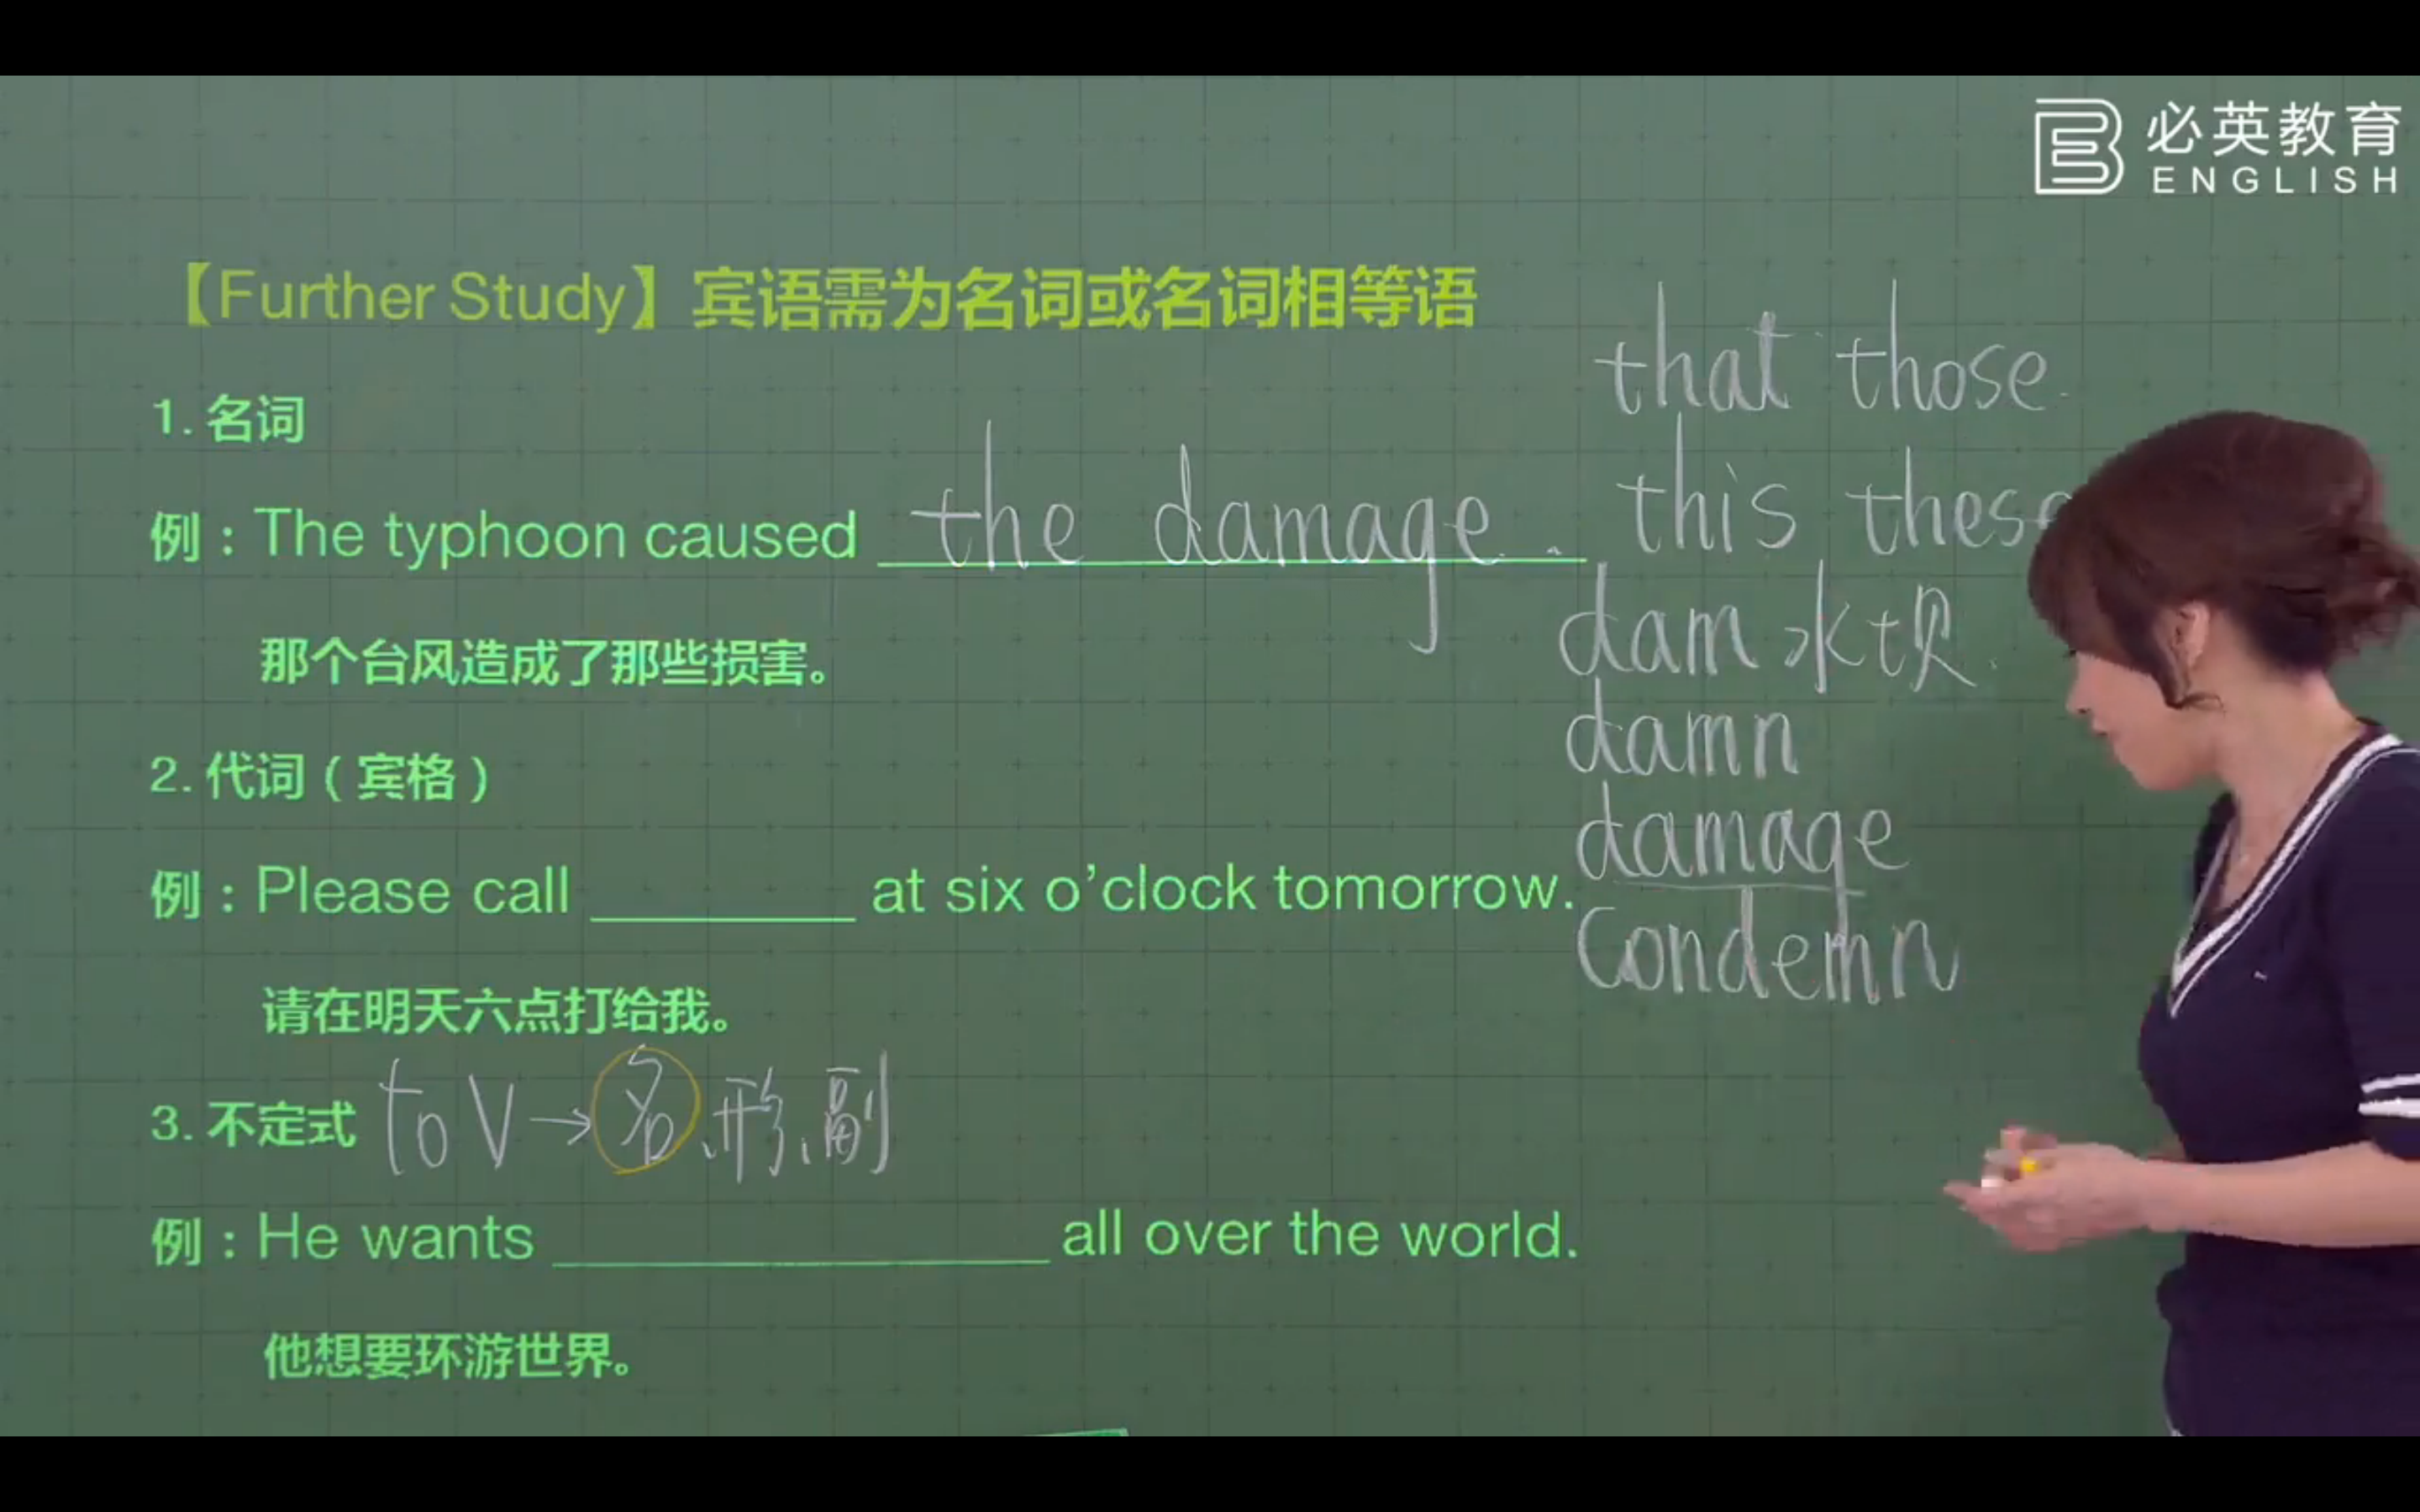 必英教育
ENGLISH
【Further Study】宾语需为名词或名词相等语
that those.
1. 名词
例：The typhoon caused the damage.
this these
那个台风造成了那些损害。
dam 水坝
damn
2. 代词（宾格）
damage
例：Please call ________ at six o'clock tomorrow.
condemn
请在明天六点打给我。
3. 不定式 to V → 名、形、副
例：He wants ________ all over the world.
他想要环游世界。